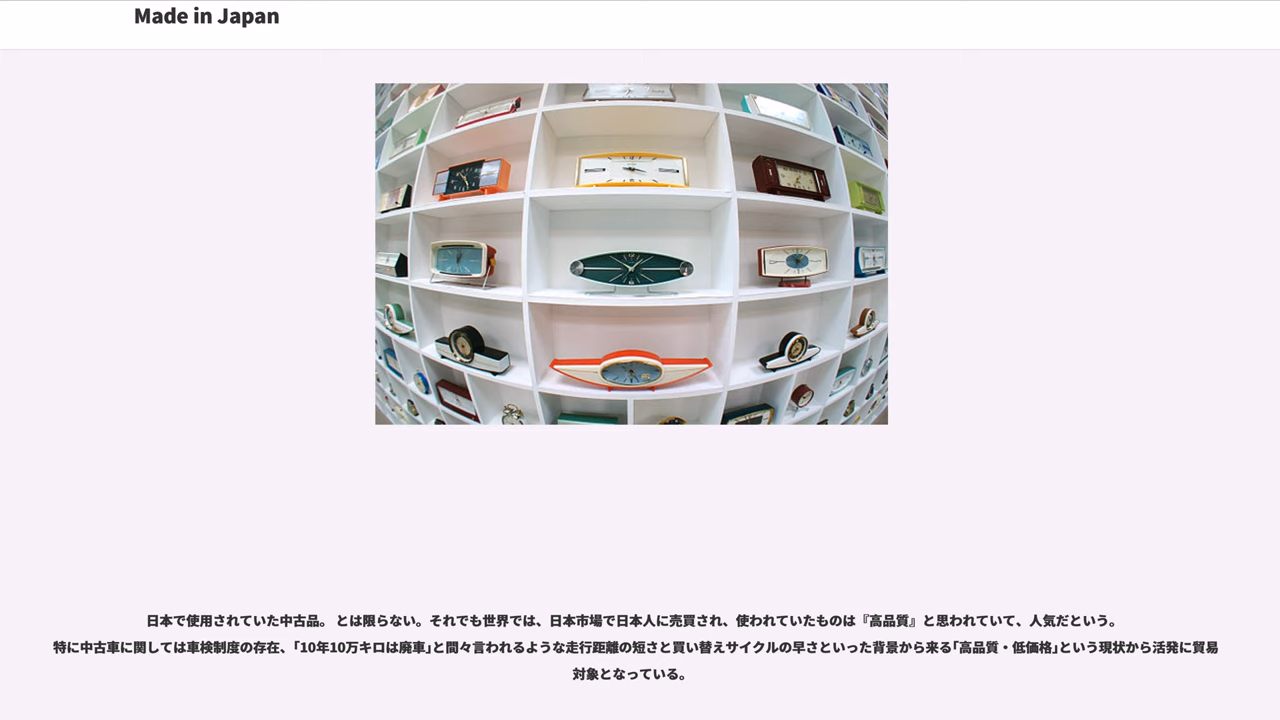 Made in Japan
日本で使用されていた中古品。 とは限らない。それでも世界では、日本市場で日本人に売買され、使われていたものは『高品質』と思われていて、人気だという。
特に中古車に関しては車検制度の存在、｢10年10万キロは廃車｣と間々言われるような走行距離の短さと買い替えサイクルの早さといった背景から来る｢高品質・低価格｣という現状から活発に貿易
対象となっている。